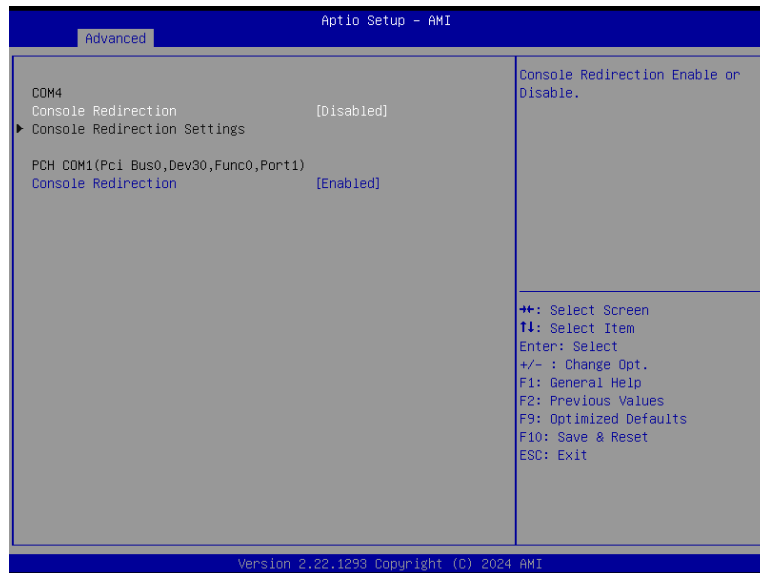 Aptio Setup – AMI
Advanced
COM4
Console Redirection [Disabled]
▶ Console Redirection Settings
PCH COM1(Pci Bus0,Dev30,Func0,Port1)
Console Redirection [Enabled]
Console Redirection Enable or
Disable.
→←: Select Screen
↑↓: Select Item
Enter: Select
+/- : Change Opt.
F1: General Help
F2: Previous Values
F9: Optimized Defaults
F10: Save & Reset
ESC: Exit
Version 2.22.1293 Copyright (C) 2024 AMI